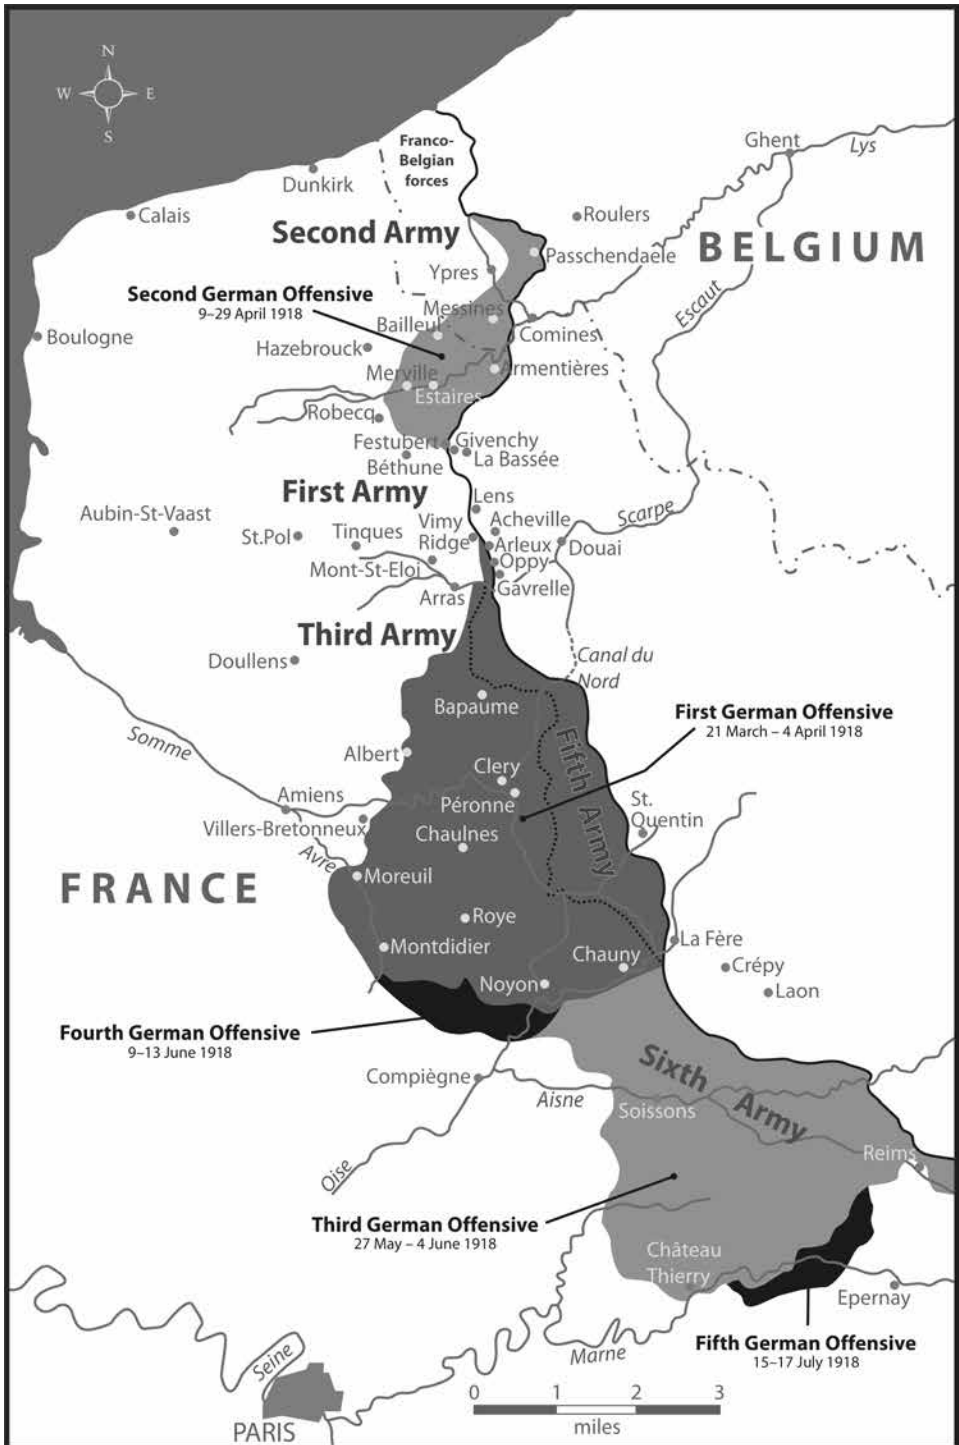 N
W E
S
Franco-
Belgian
forces
Ghent
Lys
Dunkirk
Calais
Roulers
Second Army
BELGIUM
Passchendaele
Ypres
Escaut
Second German Offensive
9–29 April 1918
Messines
Bailleul
Comines
Boulogne
Hazebrouck
Armentières
Merville
Estaires
Robecq
Festubert
Givenchy
La Bassée
Béthune
First Army
Lens
Aubin-St-Vaast
St.Pol
Tinques
Vimy
Ridge
Acheville
Scarpe
Arleux
Douai
Mont-St-Eloi
Oppy
Gavrelle
Arras
Third Army
Doullens
Canal du
Nord
Bapaume
First German Offensive
21 March – 4 April 1918
Somme
Albert
Fifth Army
Clery
Péronne
Amiens
St.
Quentin
Villers-Bretonneux
Chaulnes
Avre
FRANCE
Moreuil
Roye
Montdidier
La Fère
Chauny
Crépy
Noyon
Laon
Fourth German Offensive
9–13 June 1918
Sixth Army
Compiègne
Aisne
Soissons
Reims
Oise
Third German Offensive
27 May – 4 June 1918
Château
Thierry
Epernay
Fifth German Offensive
15–17 July 1918
Marne
Seine
PARIS
0 1 2 3
miles